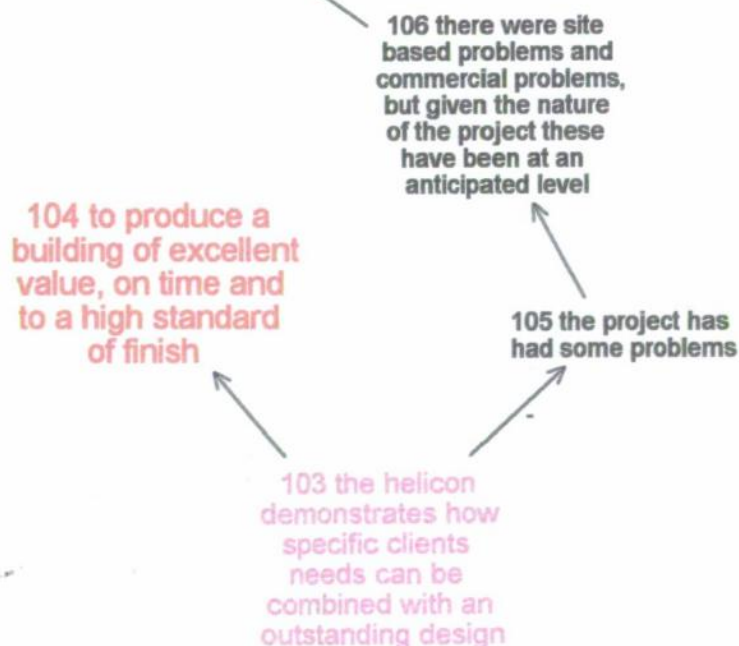 106 there were site
based problems and
commercial problems,
but given the nature
of the project these
have been at an
anticipated level
104 to produce a
building of excellent
value, on time and
to a high standard
of finish
105 the project has
had some problems
103 the helicon
demonstrates how
specific clients
needs can be
combined with an
outstanding design